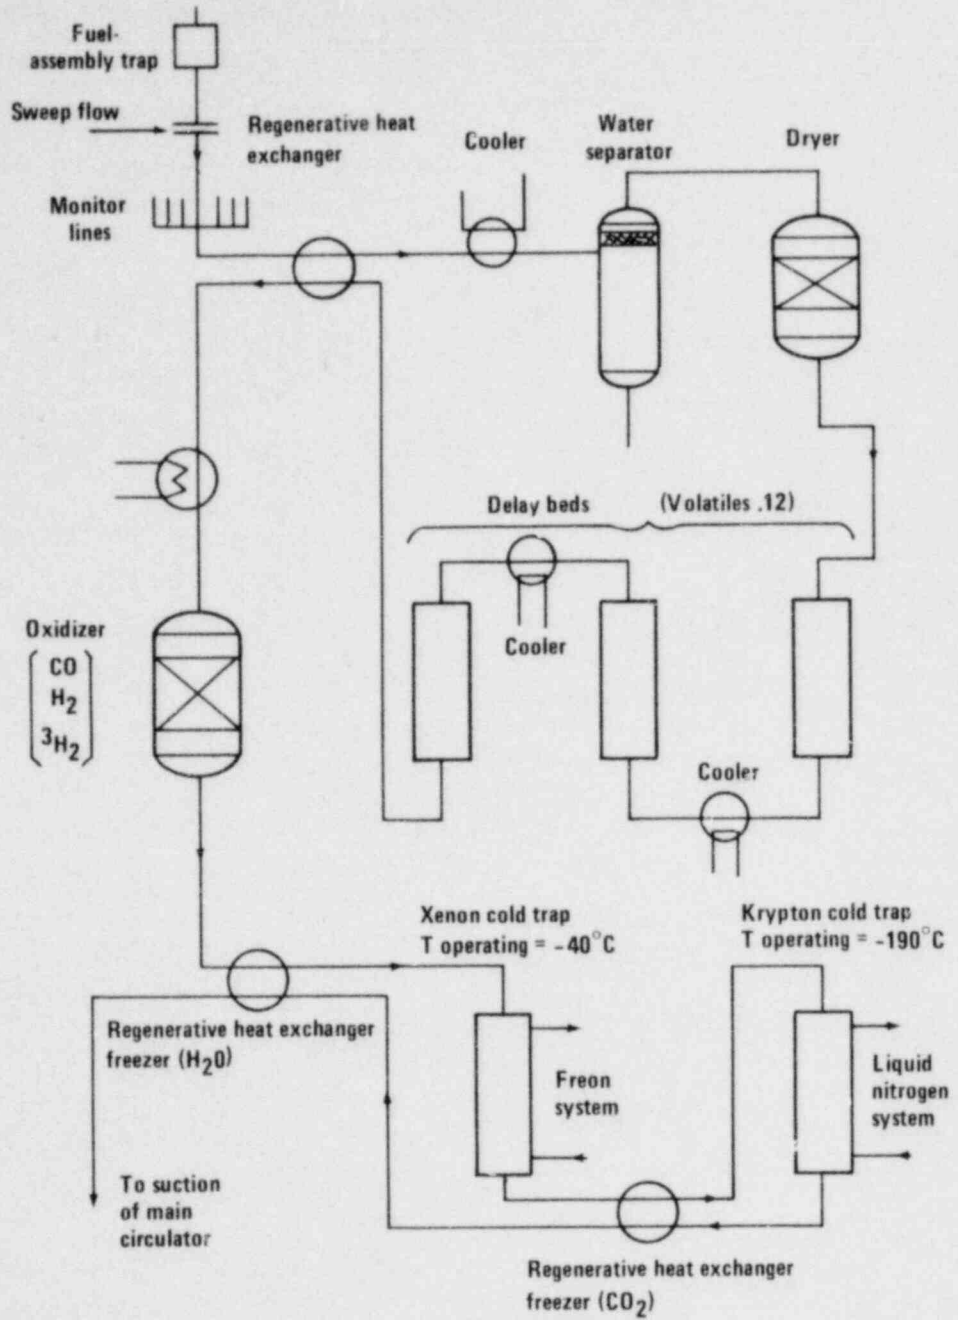 Fuel-
assembly trap
Sweep flow
Regenerative heat
exchanger
Cooler
Water
separator
Dryer
Monitor
lines
Delay beds (Volatiles .12)
Cooler
Oxidizer
CO
H₂
³H₂
Cooler
Xenon cold trap
T operating = -40°C
Krypton cold trap
T operating = -190°C
Regenerative heat exchanger
freezer (H₂O)
Freon
system
Liquid
nitrogen
system
To suction
of main
circulator
Regenerative heat exchanger
freezer (CO₂)